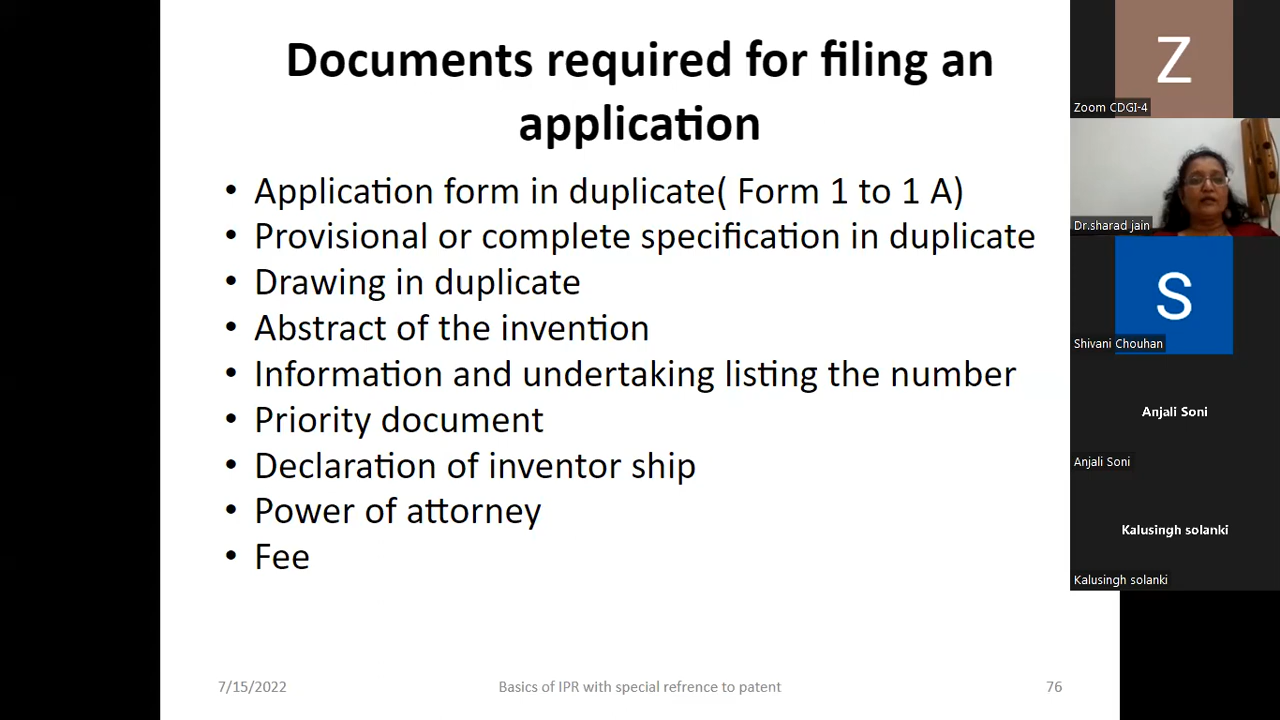 Documents required for filing an
application
• Application form in duplicate( Form 1 to 1 A)
• Provisional or complete specification in duplicate
• Drawing in duplicate
• Abstract of the invention
• Information and undertaking listing the number
• Priority document
• Declaration of inventor ship
• Power of attorney
• Fee
7/15/2022
Basics of IPR with special refrence to patent
76
Z
Zoom CDGI-4
Dr.sharad jain
S
Shivani Chouhan
Anjali Soni
Anjali Soni
Kalusingh solanki
Kalusingh solanki